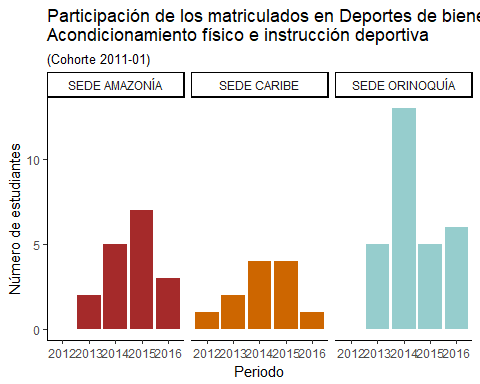 Participación de los matriculados en Deportes de biene
Acondicionamiento físico e instrucción deportiva
(Cohorte 2011-01)
SEDE AMAZONÍA SEDE CARIBE SEDE ORINOQUÍA
Número de estudiantes
10
5
0
2012 2013 2014 2015 2016 2012 2013 2014 2015 2016 2012 2013 2014 2015 2016
Periodo